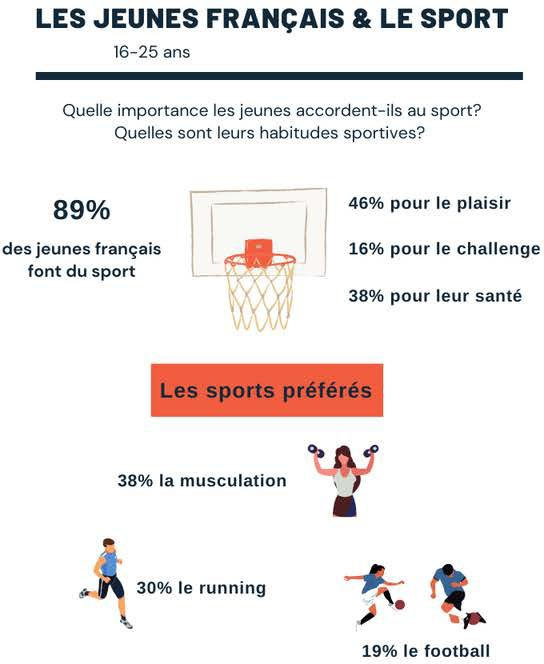 LES JEUNES FRANÇAIS & LE SPORT
16-25 ans
Quelle importance les jeunes accordent-ils au sport?
Quelles sont leurs habitudes sportives?
89%
des jeunes français
font du sport
46% pour le plaisir
16% pour le challenge
38% pour leur santé
Les sports préférés
38% la musculation
30% le running
19% le football